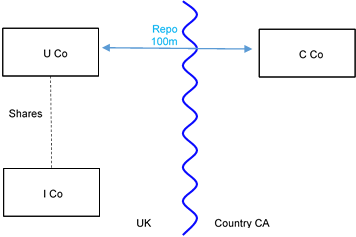 Repo
100m
U Co
C Co
Shares
I Co
UK
Country CA